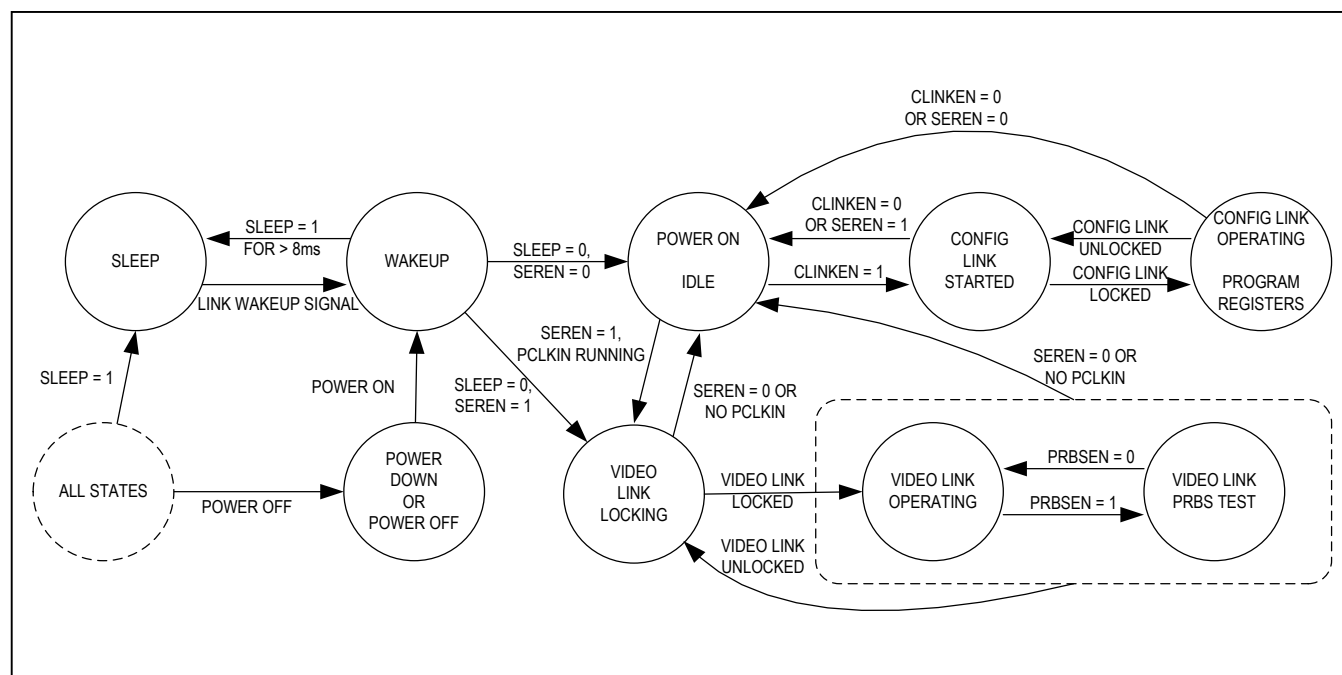 CLINKEN = 0
OR SEREN = 0
SLEEP
SLEEP = 1
FOR > 8ms
LINK WAKEUP SIGNAL
WAKEUP
SLEEP = 0,
SEREN = 0
POWER ON
IDLE
CLINKEN = 0
OR SEREN = 1
CLINKEN = 1
CONFIG
LINK
STARTED
CONFIG LINK
UNLOCKED
CONFIG LINK
LOCKED
CONFIG LINK
OPERATING
PROGRAM
REGISTERS
SLEEP = 1
POWER ON
SLEEP = 0,
SEREN = 1
SEREN = 1,
PCLKIN RUNNING
SEREN = 0 OR
NO PCLKIN
SEREN = 0 OR
NO PCLKIN
ALL STATES
POWER OFF
POWER
DOWN
OR
POWER OFF
VIDEO
LINK
LOCKING
VIDEO LINK
LOCKED
VIDEO LINK
OPERATING
PRBSEN = 0
PRBSEN = 1
VIDEO LINK
PRBS TEST
VIDEO LINK
UNLOCKED